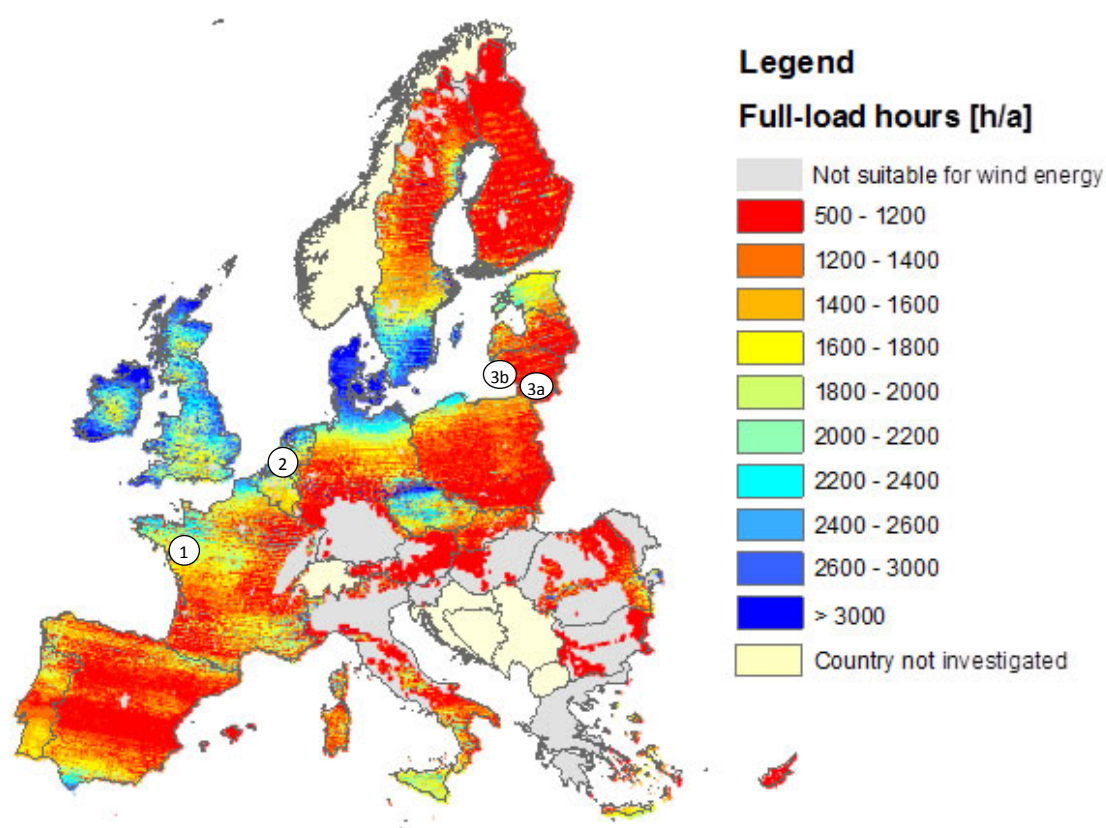 Legend
Full-load hours [h/a]
Not suitable for wind energy
500 - 1200
1200 - 1400
1400 - 1600
1600 - 1800
1800 - 2000
2000 - 2200
2200 - 2400
2400 - 2600
2600 - 3000
> 3000
Country not investigated
3b
3a
2
1